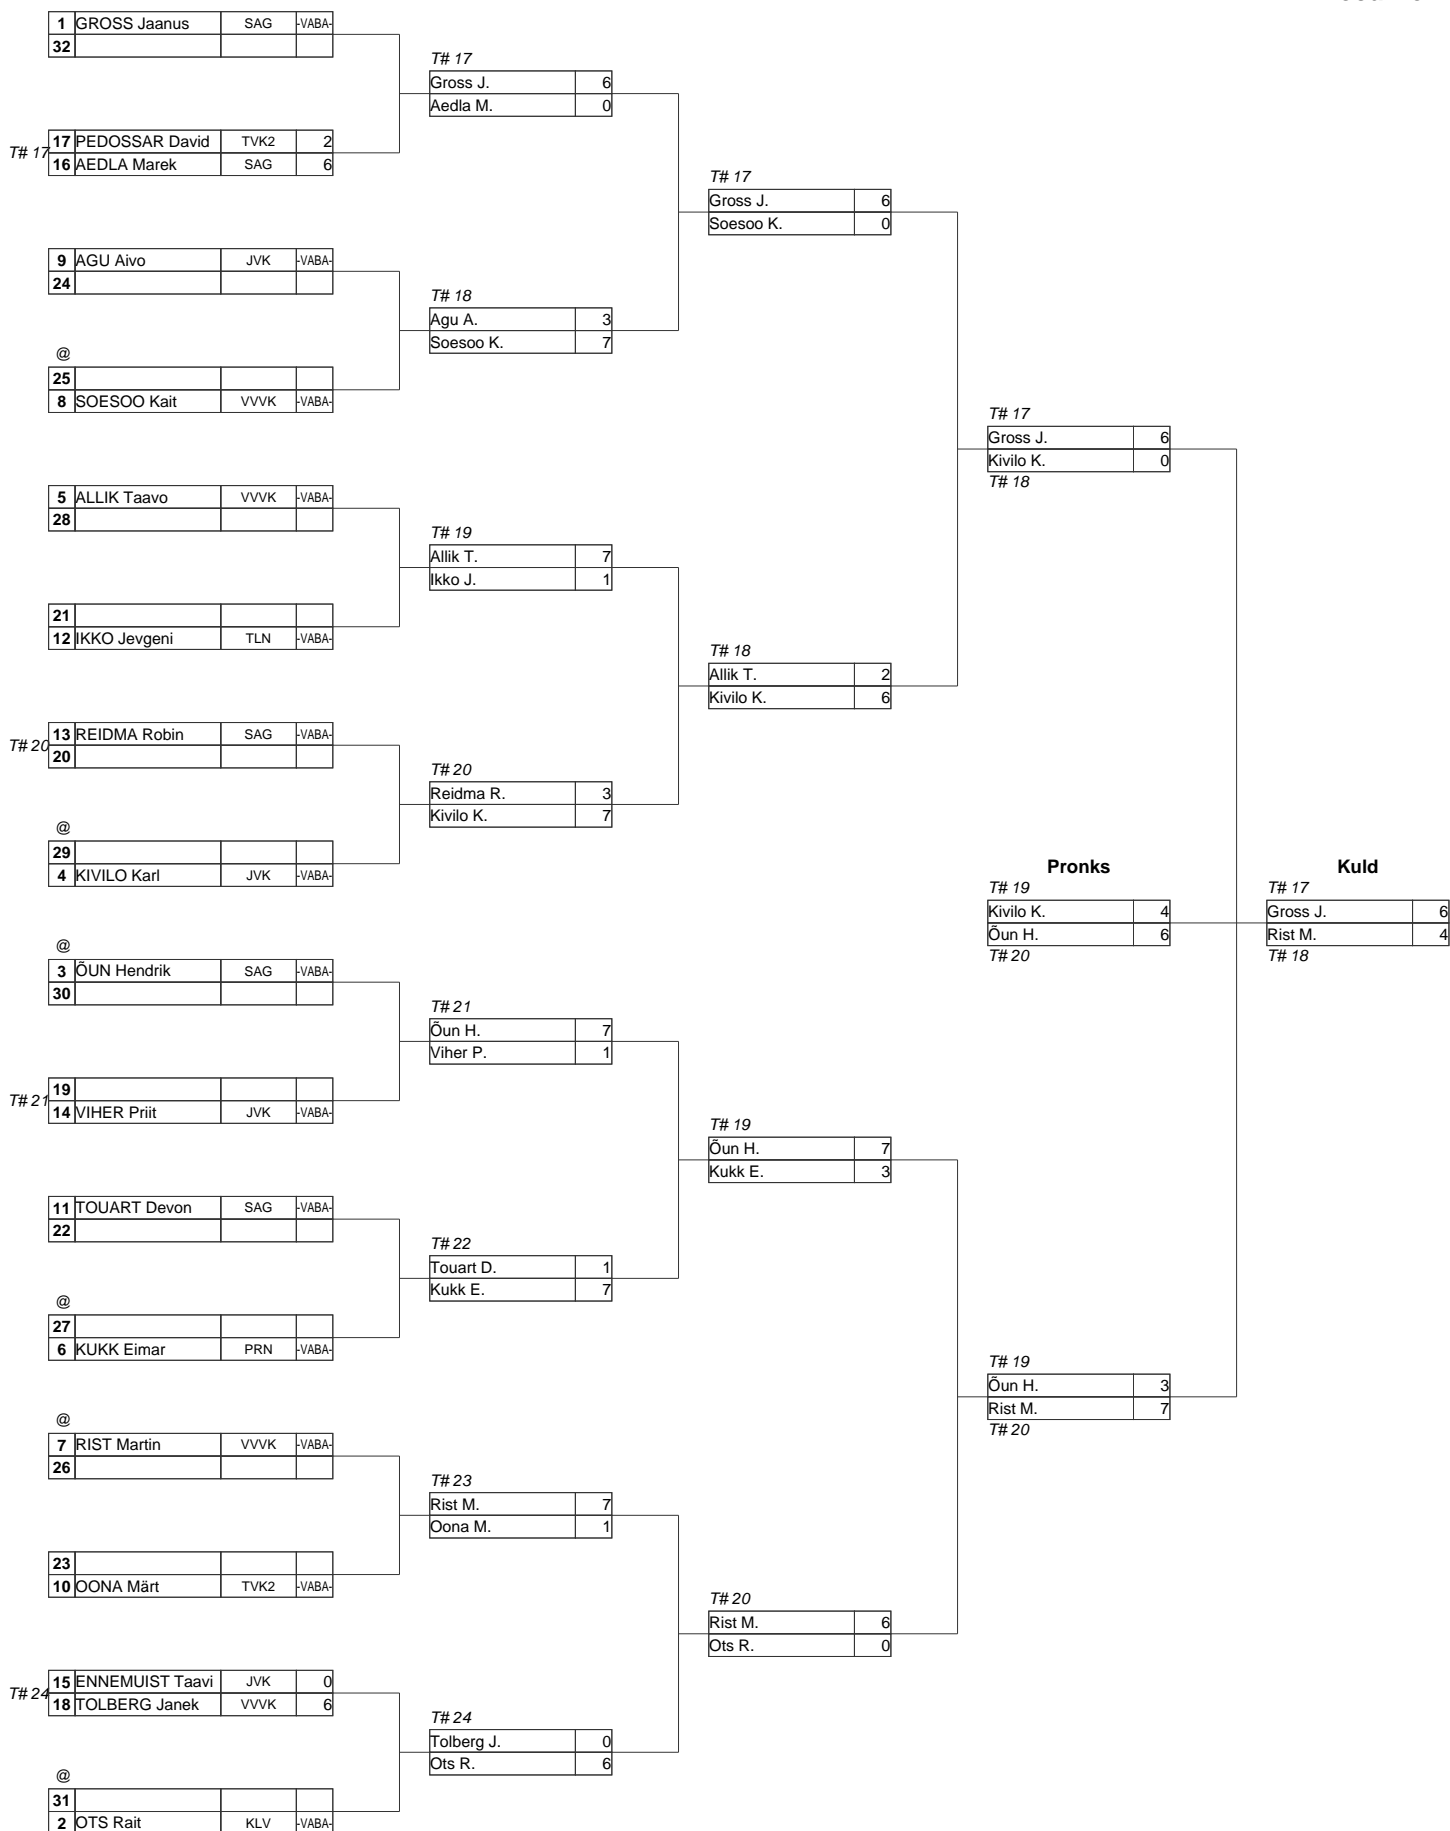 1 GROSS Jaanus SAG -VABA-
32
T# 17
Gross J. 6
Aedla M. 0
T# 17
17 PEDOSSAR David TVK2 2
16 AEDLA Marek SAG 6
T# 17
Gross J. 6
Soesoo K. 0
9 AGU Aivo JVK -VABA-
24
T# 18
Agu A. 3
Soesoo K. 7
@
25
8 SOESOO Kait VVVK -VABA-
T# 17
Gross J. 6
Kivilo K. 0
T# 18
5 ALLIK Taavo VVVK -VABA-
28
T# 19
Allik T. 7
Ikko J. 1
21
12 IKKO Jevgeni TLN -VABA-
T# 18
Allik T. 2
Kivilo K. 6
T# 20
13 REIDMA Robin SAG -VABA-
20
T# 20
Reidma R. 3
Kivilo K. 7
@
29
4 KIVILO Karl JVK -VABA-
Pronks
T# 19
Kivilo K. 4
Õun H. 6
T# 20
Kuld
T# 17
Gross J. 6
Rist M. 4
T# 18
@
3 ÕUN Hendrik SAG -VABA-
30
T# 21
Õun H. 7
Viher P. 1
T# 21
19
14 VIHER Priit JVK -VABA-
T# 19
Õun H. 7
Kukk E. 3
11 TOUART Devon SAG -VABA-
22
T# 22
Touart D. 1
Kukk E. 7
@
27
6 KUKK Eimar PRN -VABA-
T# 19
Õun H. 3
Rist M. 7
T# 20
@
7 RIST Martin VVVK -VABA-
26
T# 23
Rist M. 7
Oona M. 1
23
10 OONA Märt TVK2 -VABA-
T# 20
Rist M. 6
Ots R. 0
T# 24
15 ENNEMUIST Taavi JVK 0
18 TOLBERG Janek VVVK 6
T# 24
Tolberg J. 0
Ots R. 6
@
31
2 OTS Rait KLV -VABA-